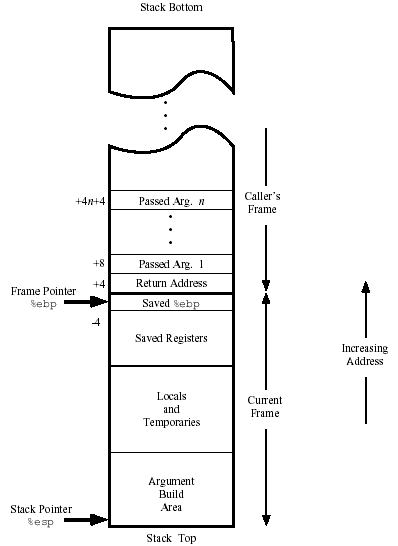 Stack Bottom
+4n+4
Passed Arg. n
Caller's
Frame
+8
Passed Arg. 1
+4
Return Address
Frame Pointer
%ebp
Saved %ebp
-4
Saved Registers
Increasing
Address
Locals
and
Temporaries
Current
Frame
Argument
Build
Area
Stack Pointer
%esp
Stack Top